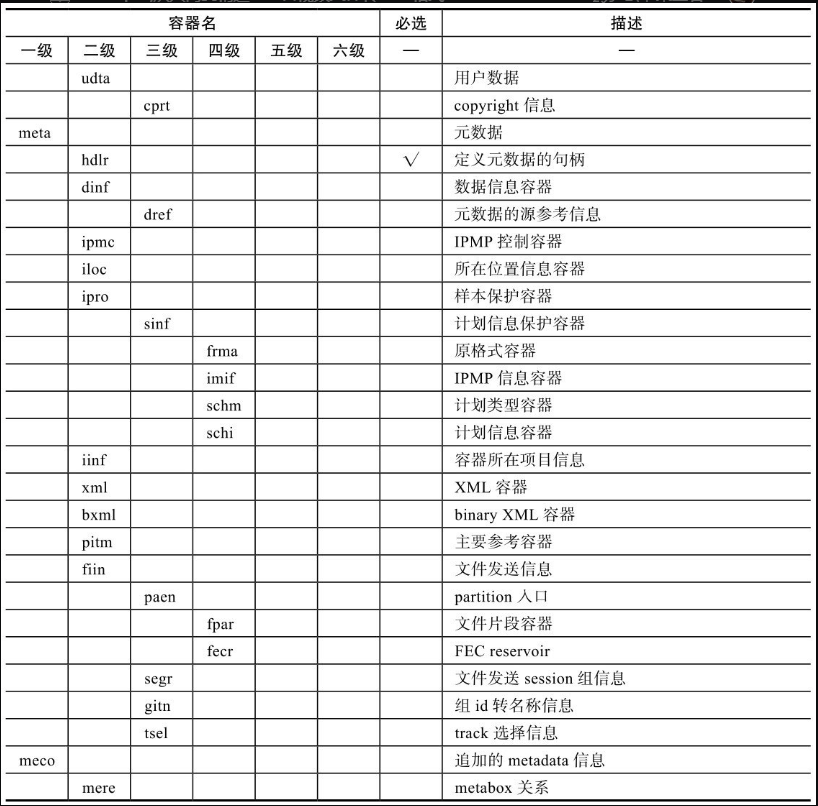 容器名 必选 描述
一级 二级 三级 四级 五级 六级 — —
udta 用户数据
cprt copyright 信息
meta 元数据
hdlr √ 定义元数据的句柄
dinf 数据信息容器
dref 元数据的源参考信息
ipmc IPMP 控制容器
iloc 所在位置信息容器
ipro 样本保护容器
sinf 计划信息保护容器
frma 原格式容器
imif IPMP 信息容器
schm 计划类型容器
schi 计划信息容器
iinf 容器所在项目信息
xml XML 容器
bxml binary XML 容器
pitm 主要参考容器
fiin 文件发送信息
paen partition 入口
fpar 文件片段容器
fecr FEC reservoir
segr 文件发送 session 组信息
gitn 组 id 转名称信息
tsel track 选择信息
meco 追加的 metadata 信息
mere metabox 关系